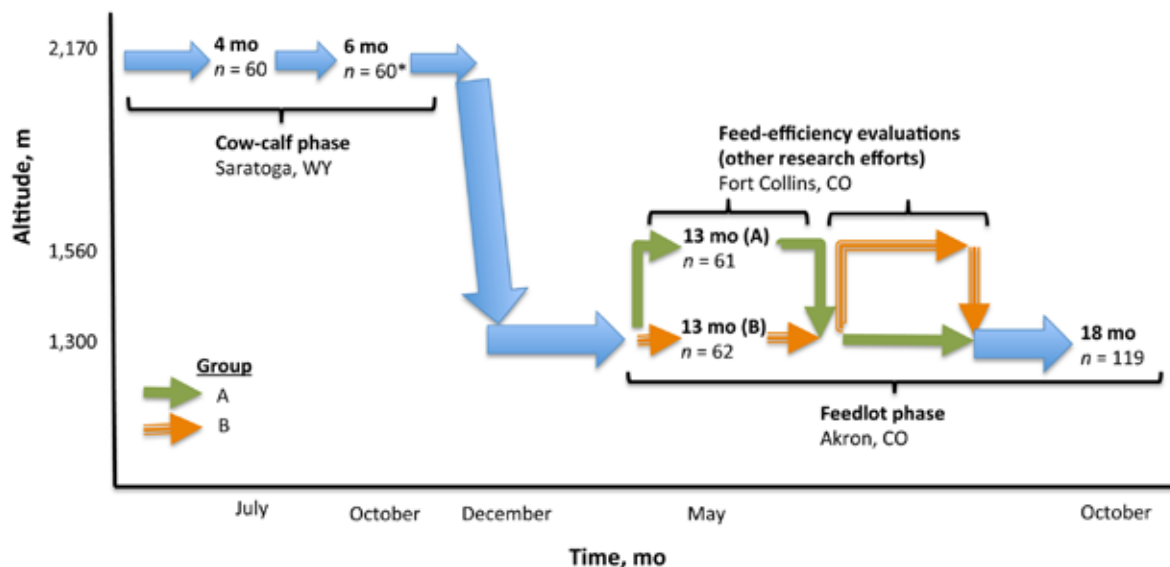 2,170
4 mo
n = 60
6 mo
n = 60*
Cow-calf phase
Saratoga, WY
Altitude, m
Feed-efficiency evaluations
(other research efforts)
Fort Collins, CO
1,560
13 mo (A)
n = 61
1,300
13 mo (B)
n = 62
18 mo
n = 119
Group
A
B
Feedlot phase
Akron, CO
July
October
December
May
October
Time, mo